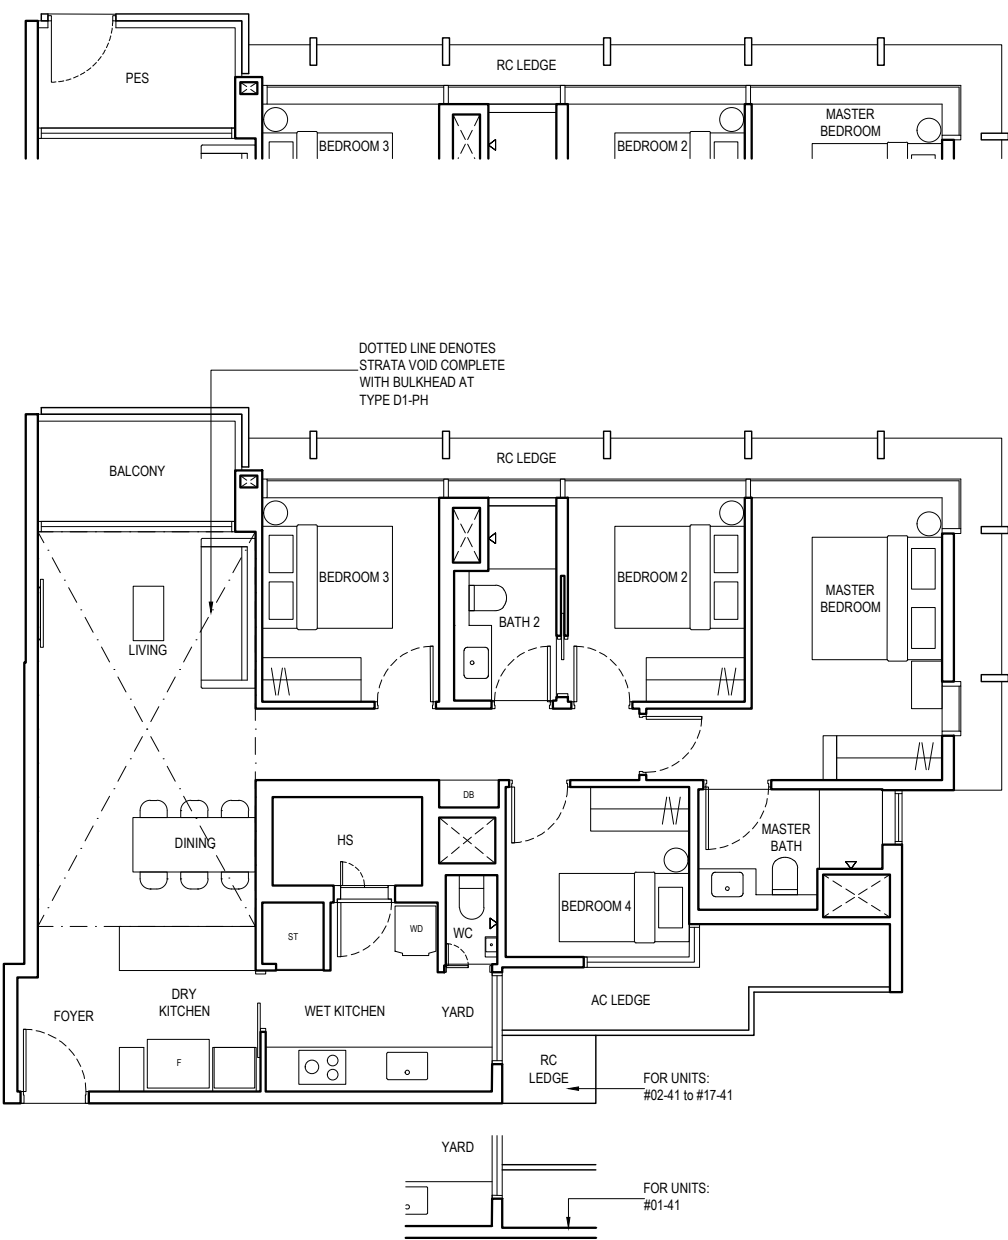 PES
RC LEDGE
BEDROOM 3
BEDROOM 2
MASTER
BEDROOM
DOTTED LINE DENOTES
STRATA VOID COMPLETE
WITH BULKHEAD AT
TYPE D1-PH
BALCONY
RC LEDGE
BEDROOM 3
BEDROOM 2
BATH 2
MASTER
BEDROOM
LIVING
DB
DINING
HS
MASTER
BATH
BEDROOM 4
ST
WD
WC
DRY
KITCHEN
FOYER
WET KITCHEN
YARD
AC LEDGE
F
RC
LEDGE
FOR UNITS:
#02-41 to #17-41
YARD
FOR UNITS:
#01-41